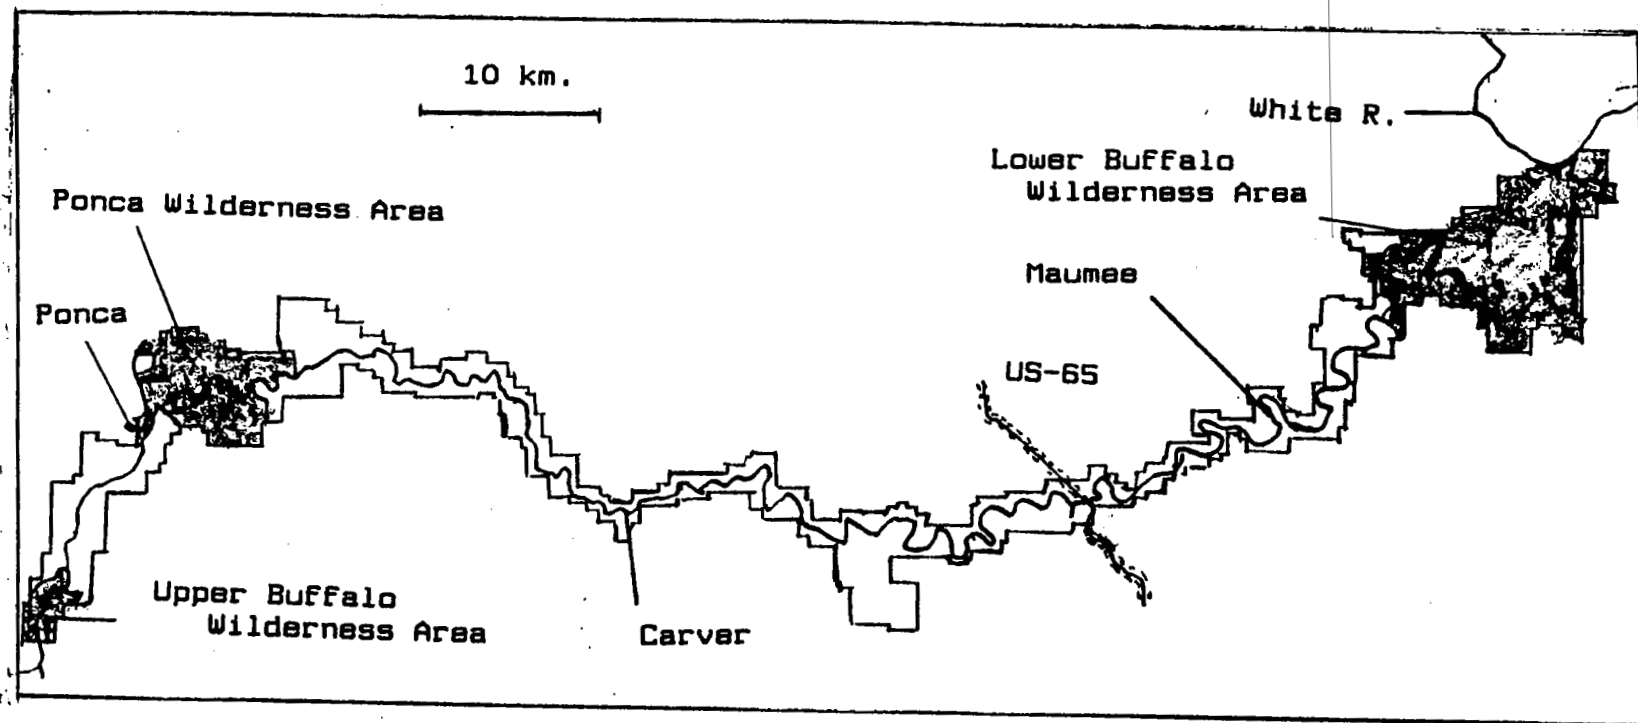 10 km.
White R.
Lower Buffalo
Wilderness Area
Ponca Wilderness Area
Maumee
Ponca
US-65
Upper Buffalo
Wilderness Area
Carver